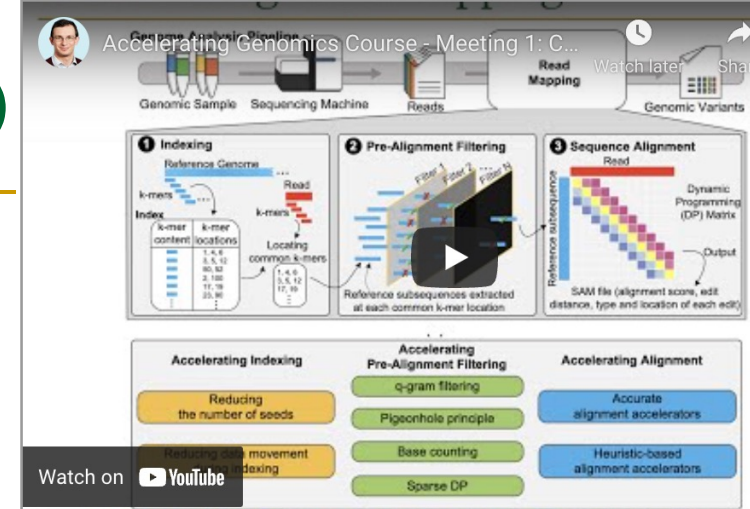 Accelerating Genomics Course - Meeting 1: C...
Watch later
Genome Analysis Pipeline
Genomic Sample
Sequencing Machine
Reads
Read
Mapping
Genomic Variants
1 Indexing
Reference Genome
...
k-mers
Read
k-mers
Index
k-mer
content
k-mer
locations
1, 4, 6
3, 5, 12
17, 19
Locating
common k-mers
1, 4, 6
3, 5, 12
17, 19
2 Pre-Alignment Filtering
Filter 1
Filter 2
...
Filter N
Reference subsequences extracted
at each common k-mer location
3 Sequence Alignment
Read
Reference subsequence
Dynamic
Programming
(DP) Matrix
Output
SAM file (alignment score, edit
distance, type and location of each edit)
Accelerating Indexing
Reducing
the number of seeds
Reducing data movement
indexing
Accelerating
Pre-Alignment Filtering
q-gram filtering
Pigeonhole principle
Base counting
Sparse DP
Accelerating Alignment
Accurate
alignment accelerators
Heuristic-based
alignment accelerators
Watch on YouTube